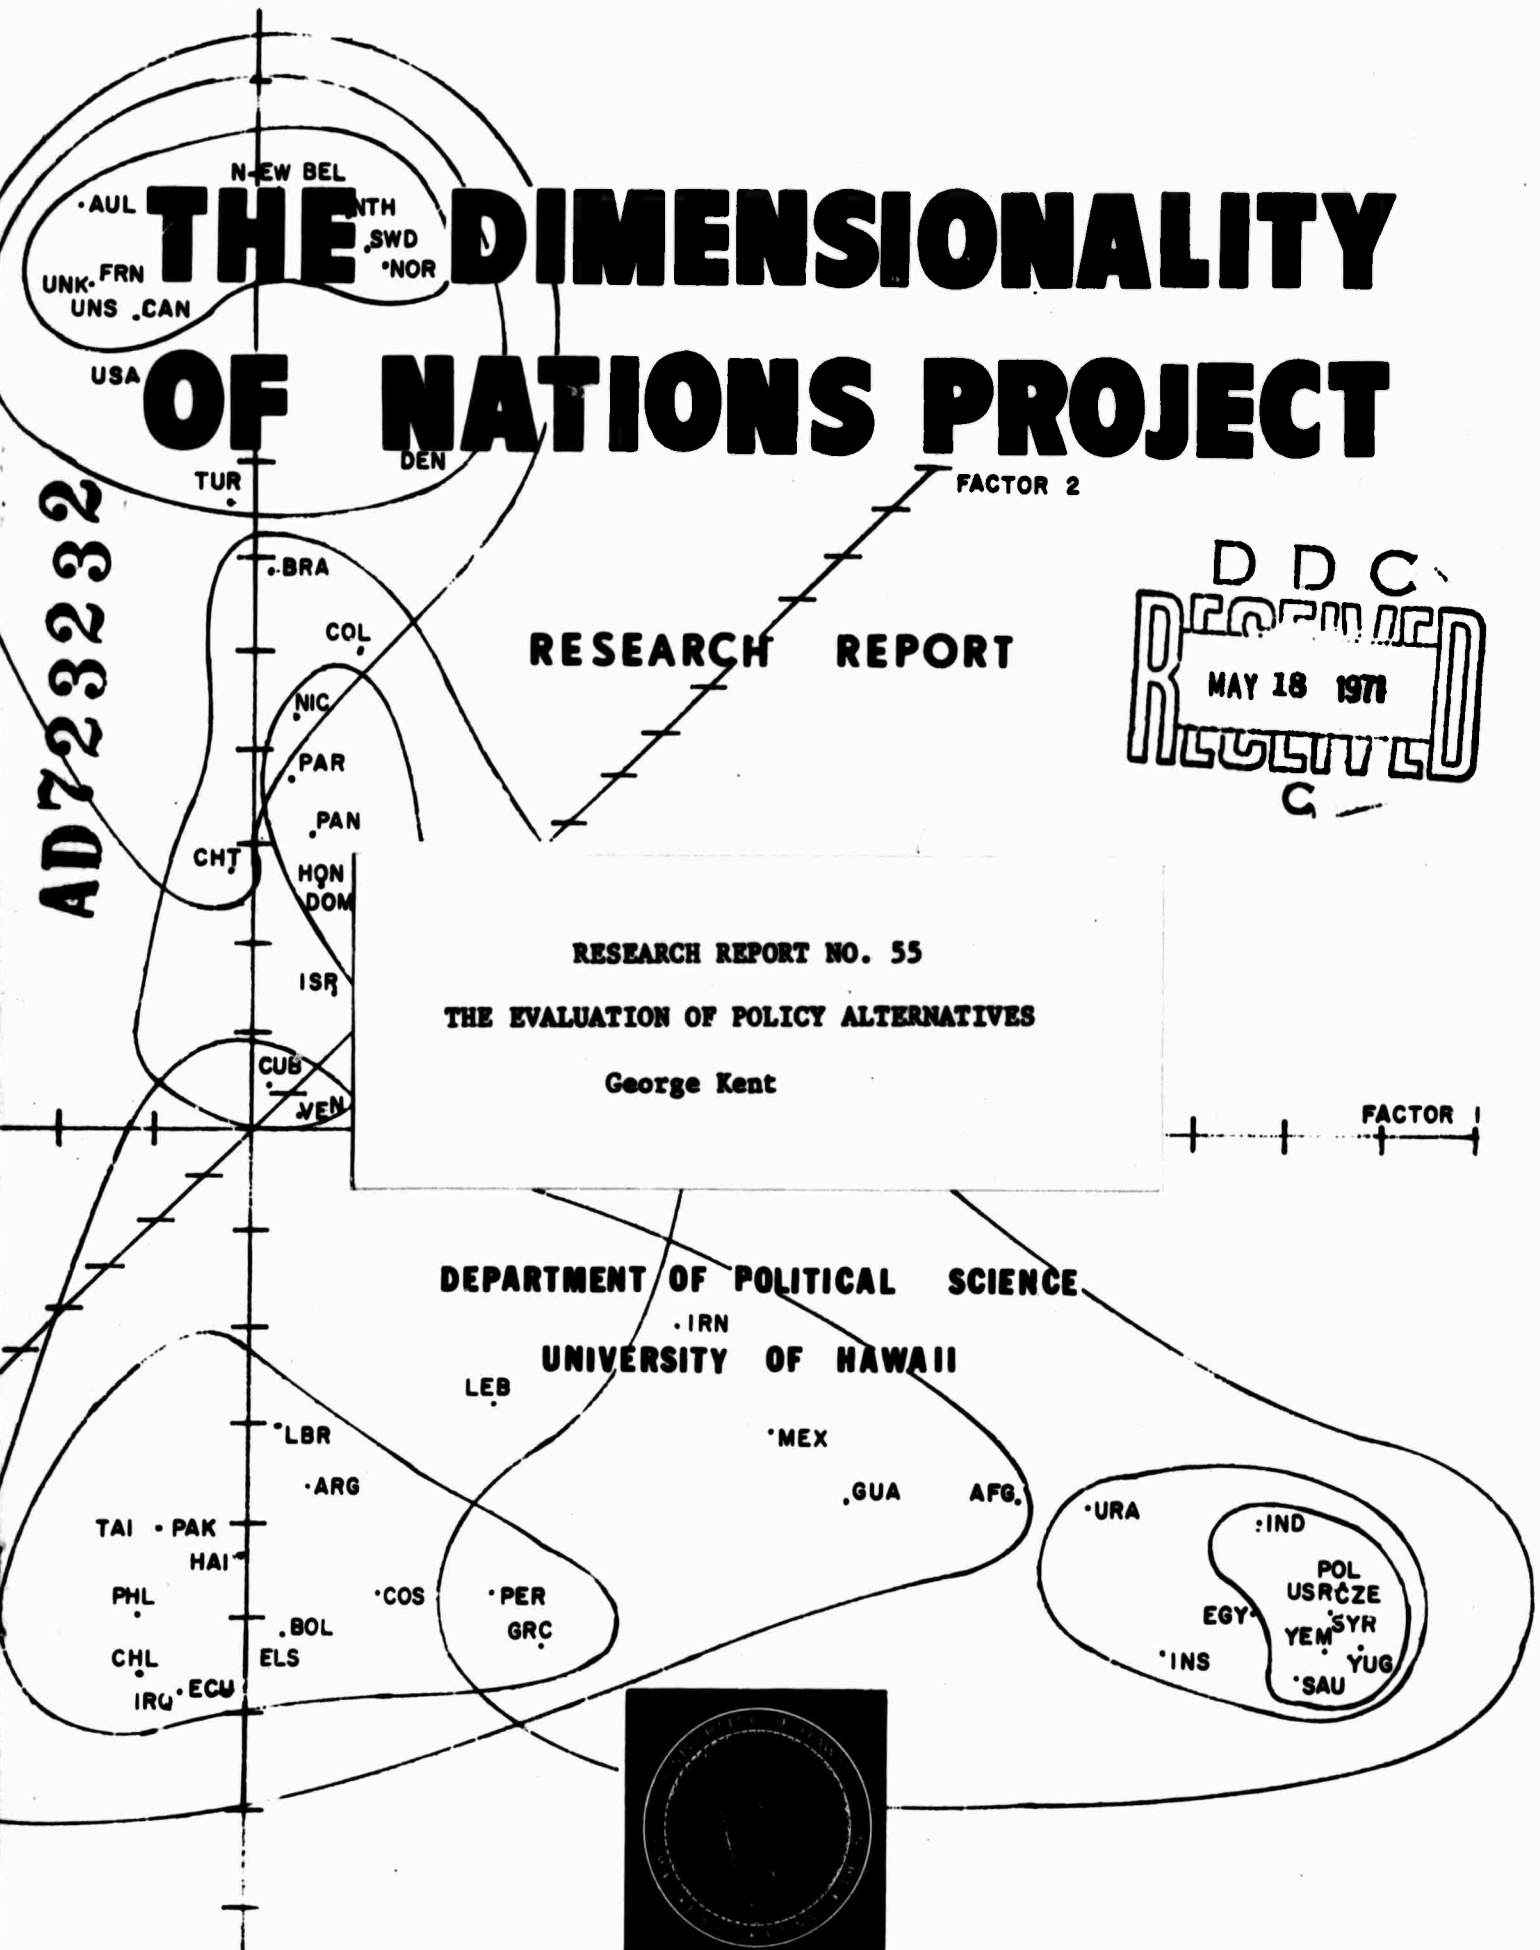 N-EW BEL
.AUL
NTH
THE DIMENSIONALITY
.SWD
.NOR
UNK. FRN
UNS .CAN
USA
OF NATIONS PROJECT
DEN
TUR
FACTOR 2
AD723232
D D C
.BRA
RECEIVED
COL
RESEARCH REPORT
MAY 18 1971
NIC
RECEIVED
PAR
C
PAN
CHT
HON
DOM
RESEARCH REPORT NO. 55
ISR
THE EVALUATION OF POLICY ALTERNATIVES
CUB
George Kent
.VEN
FACTOR 1
DEPARTMENT OF POLITICAL SCIENCE
.IRN
UNIVERSITY OF HAWAII
LEB
.LBR
.MEX
.ARG
.GUA
AFG.
.URA
TAI . PAK
:IND
HAI
POL
PHL
.COS
.PER
USR CZE
EGY
.BOL
GRC
SYR
YEM
CHL
ELS
.INS
YUG
IRQ . ECU
.SAU